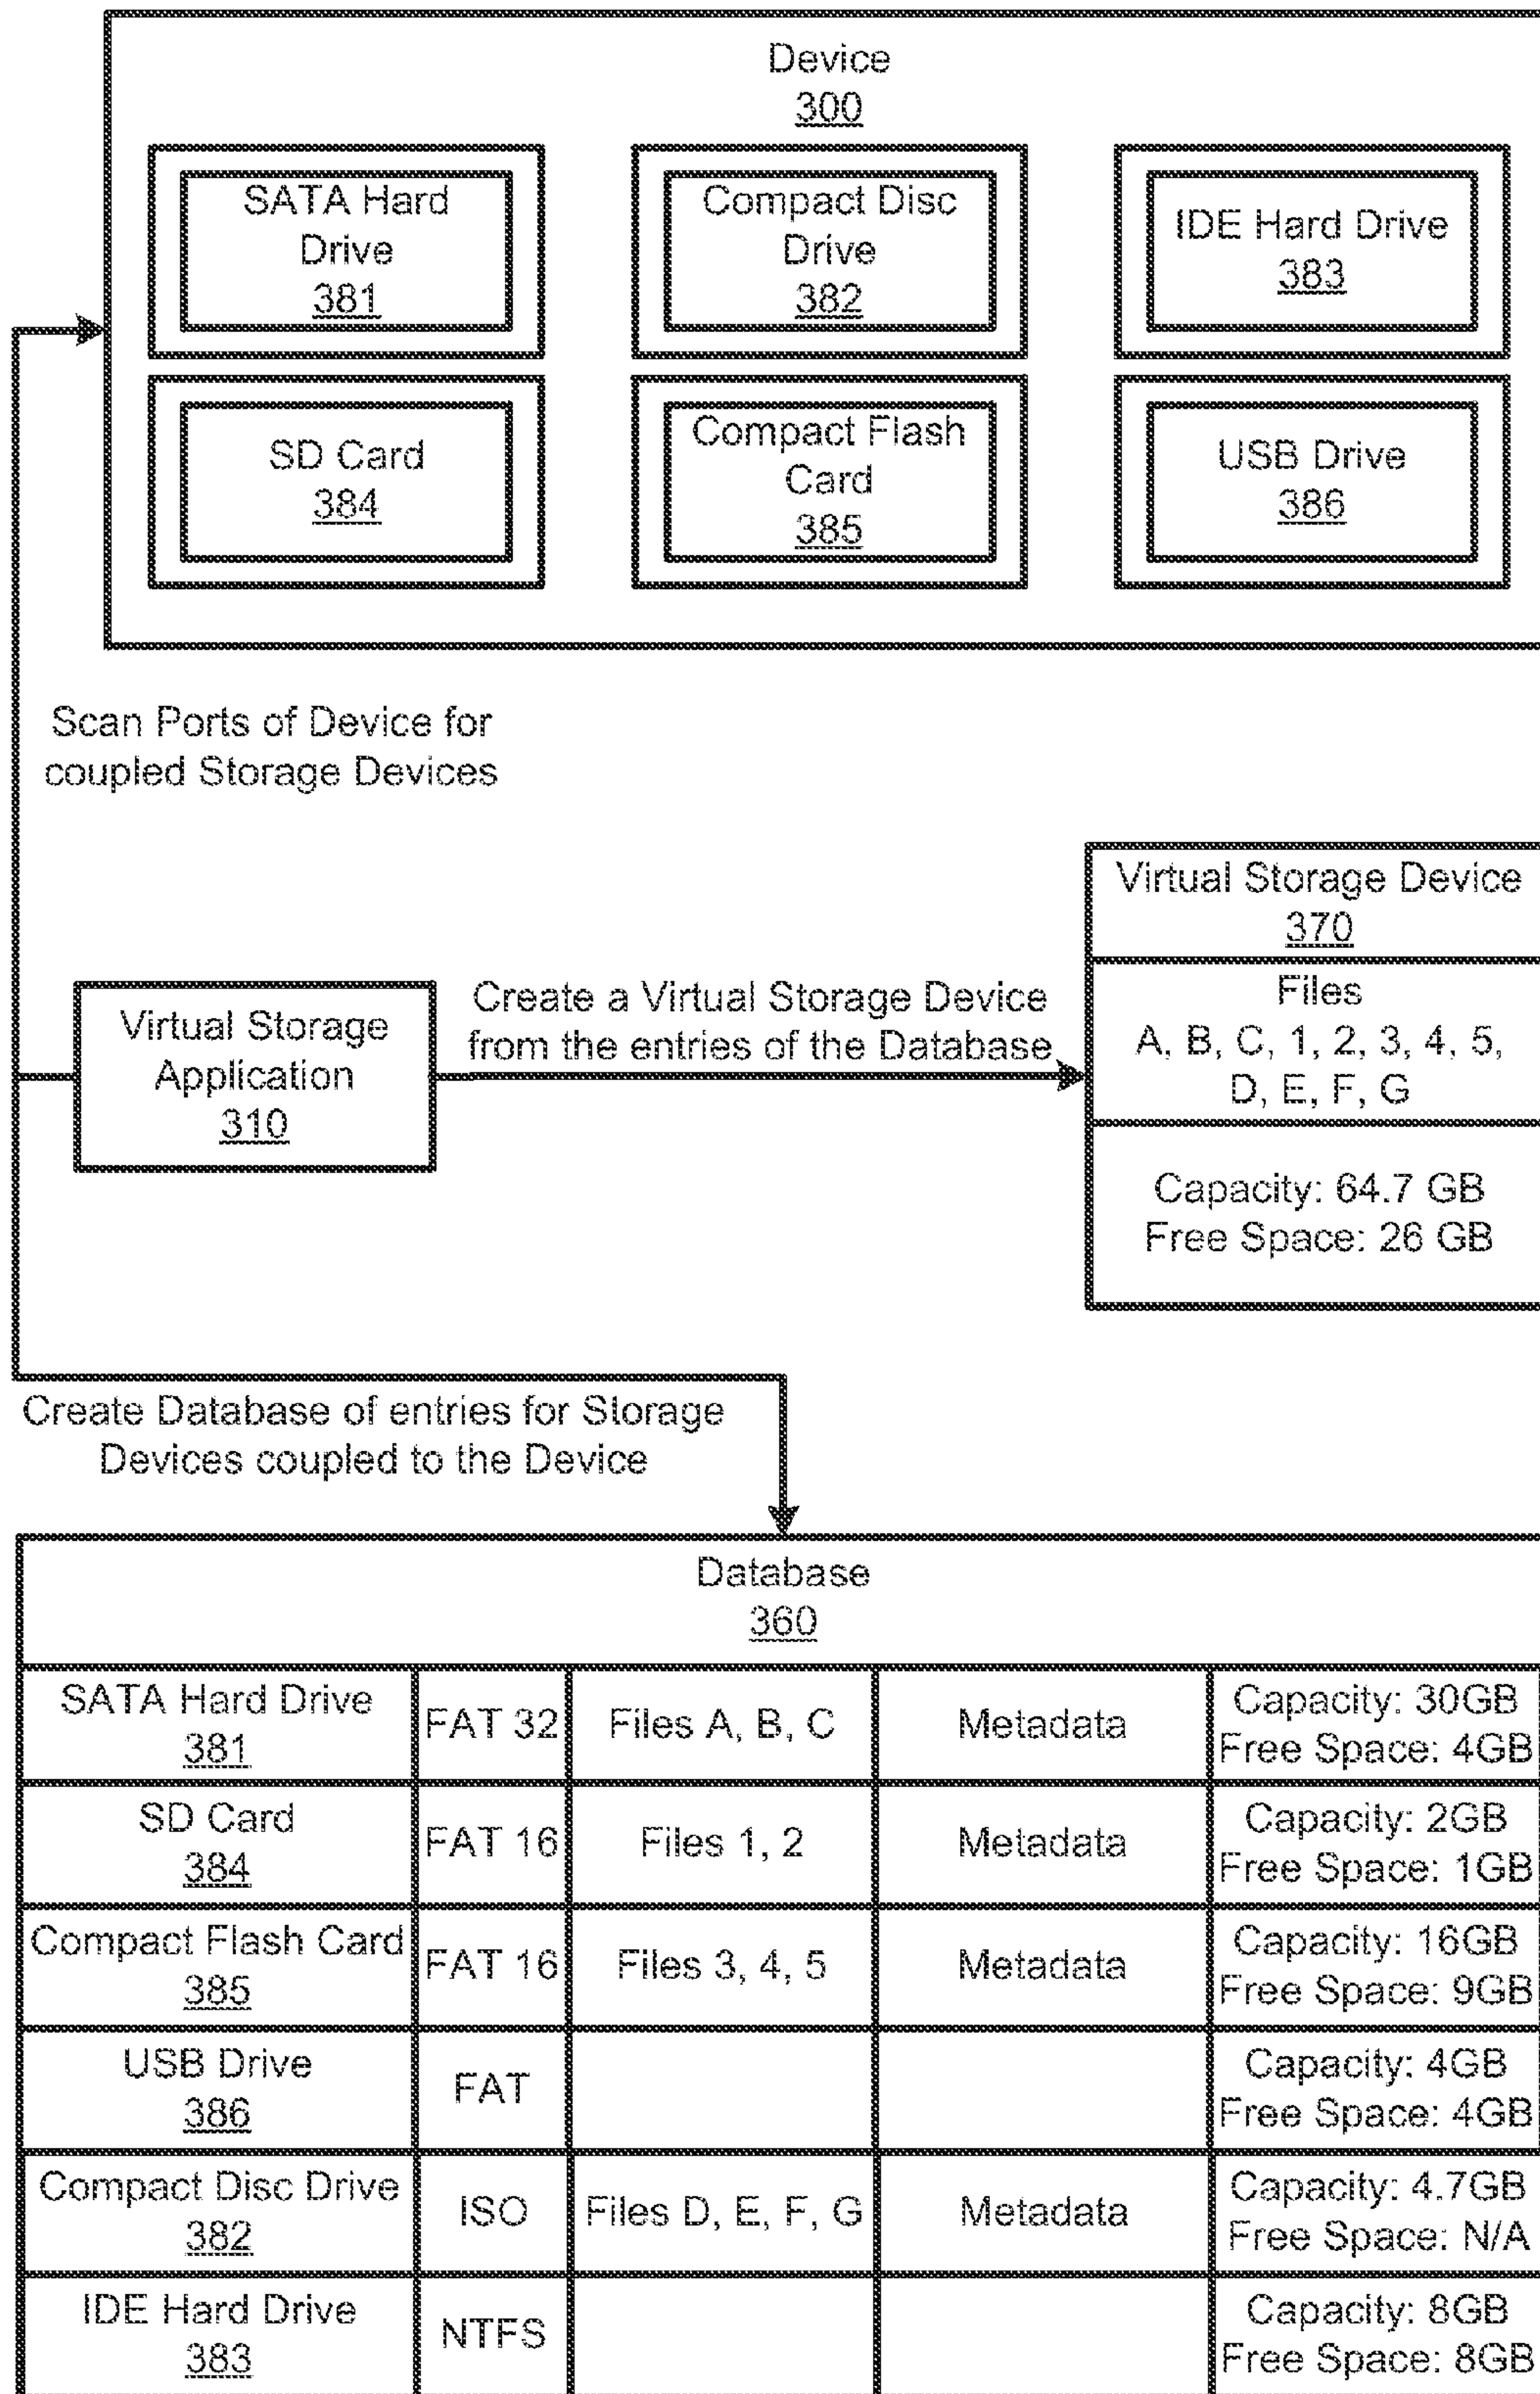 Device
300
SATA Hard
Drive
381
Compact Disc
Drive
382
IDE Hard Drive
383
SD Card
384
Compact Flash
Card
385
USB Drive
386
Scan Ports of Device for
coupled Storage Devices
Virtual Storage
Application
310
Create a Virtual Storage Device
from the entries of the Database
Virtual Storage Device
370
Files
A, B, C, 1, 2, 3, 4, 5,
D, E, F, G
Capacity: 64.7 GB
Free Space: 26 GB
Create Database of entries for Storage
Devices coupled to the Device
Database
360
SATA Hard Drive
381
FAT 32
Files A, B, C
Metadata
Capacity: 30GB
Free Space: 4GB
SD Card
384
FAT 16
Files 1, 2
Metadata
Capacity: 2GB
Free Space: 1GB
Compact Flash Card
385
FAT 16
Files 3, 4, 5
Metadata
Capacity: 16GB
Free Space: 9GB
USB Drive
386
FAT
Capacity: 4GB
Free Space: 4GB
Compact Disc Drive
382
ISO
Files D, E, F, G
Metadata
Capacity: 4.7GB
Free Space: N/A
IDE Hard Drive
383
NTFS
Capacity: 8GB
Free Space: 8GB